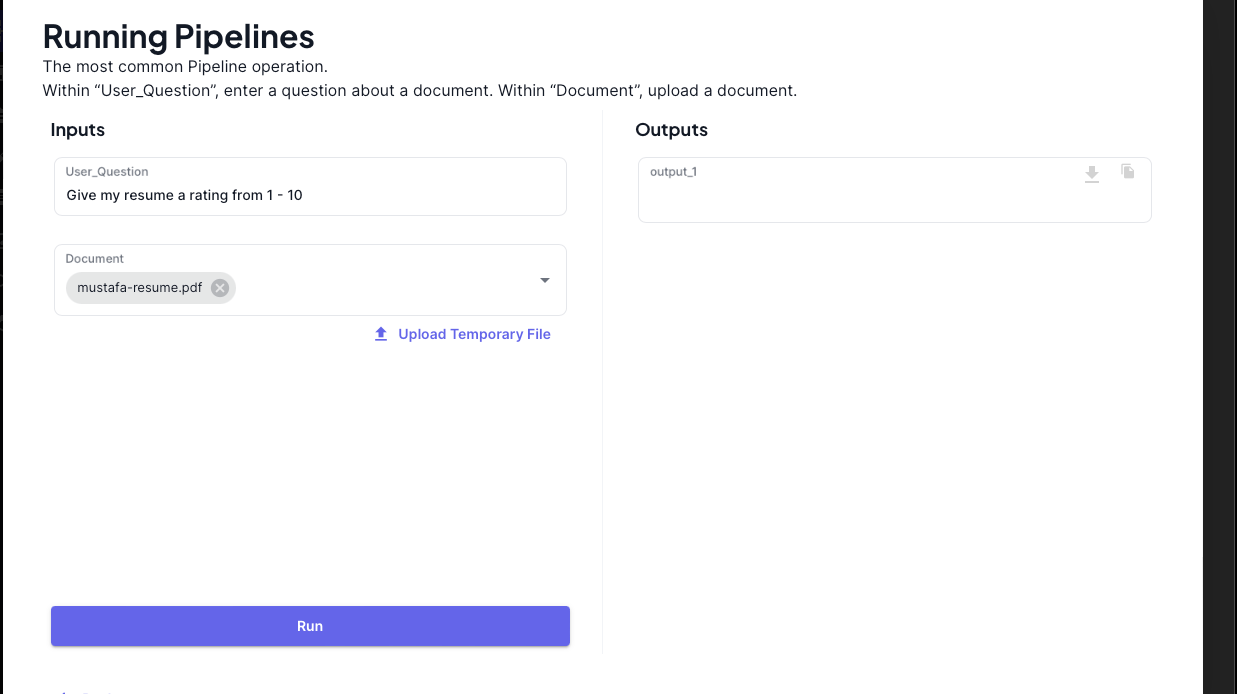 Running Pipelines
The most common Pipeline operation.
Within “User_Question”, enter a question about a document. Within “Document”, upload a document.
Inputs
User_Question
Give my resume a rating from 1 - 10
Document
mustafa-resume.pdf
Upload Temporary File
Run
Outputs
output_1